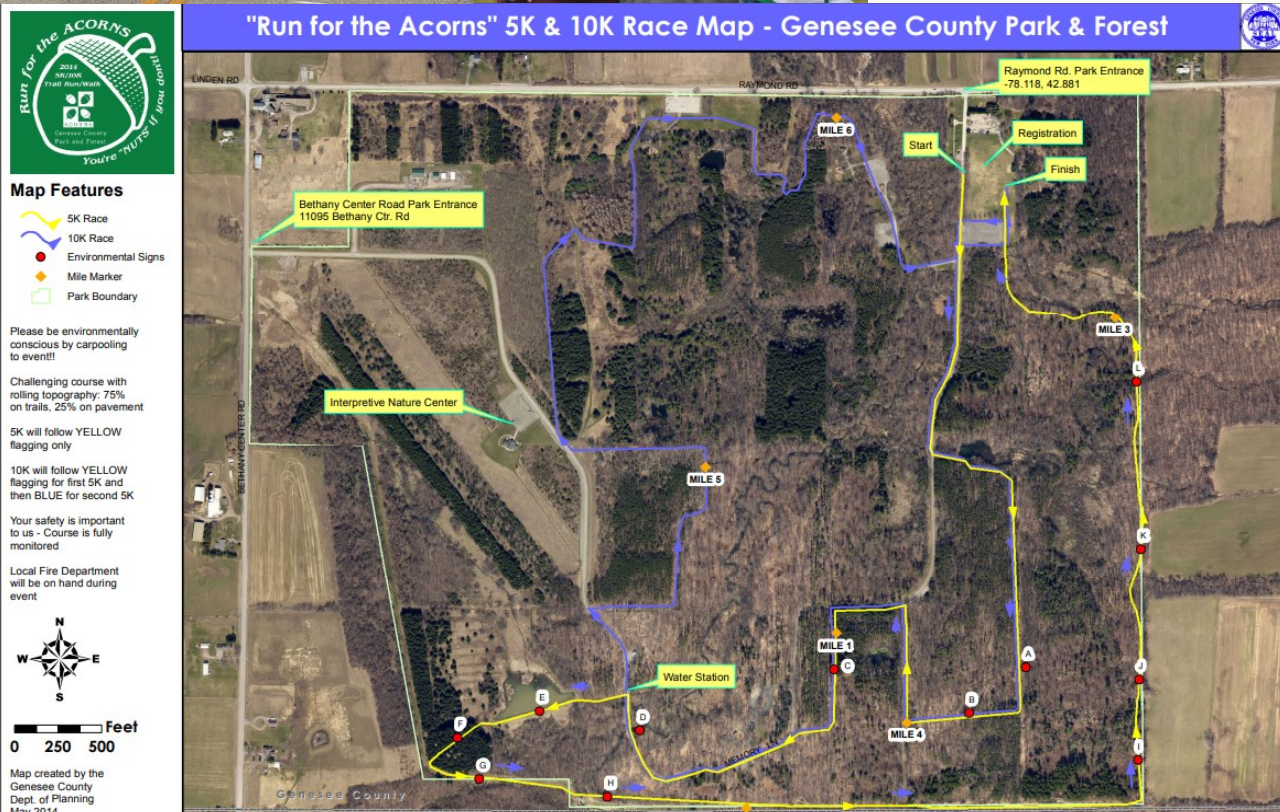 "Run for the Acorns" 5K & 10K Race Map - Genesee County Park & Forest
Run for the ACORNS
2014
5K/10K
Trail Run/Walk
ACORNS
Genesee County
Park and Forest
You're "NUTS" if you don't!
Map Features
5K Race
10K Race
Environmental Signs
Mile Marker
Park Boundary
Please be environmentally
conscious by carpooling
to event!!
Challenging course with
rolling topography: 75%
on trails, 25% on pavement
5K will follow YELLOW
flagging only
10K will follow YELLOW
flagging for first 5K and
then BLUE for second 5K
Your safety is important
to us - Course is fully
monitored
Local Fire Department
will be on hand during
event
N
W E
S
Feet
0 250 500
Map created by the
Genesee County
Dept. of Planning
May 2014
LINDEN RD
RAYMOND RD
Raymond Rd. Park Entrance
-78.118, 42.881
MILE 6
Start
Registration
Finish
Bethany Center Road Park Entrance
11095 Bethany Ctr. Rd
MILE 3
L
Interpretive Nature Center
BETHANY CENTER RD
MILE 5
K
MILE 1
C
A
Water Station
J
E
B
F
D
MILE 4
MEMORY LN
I
G
H
Genesee County